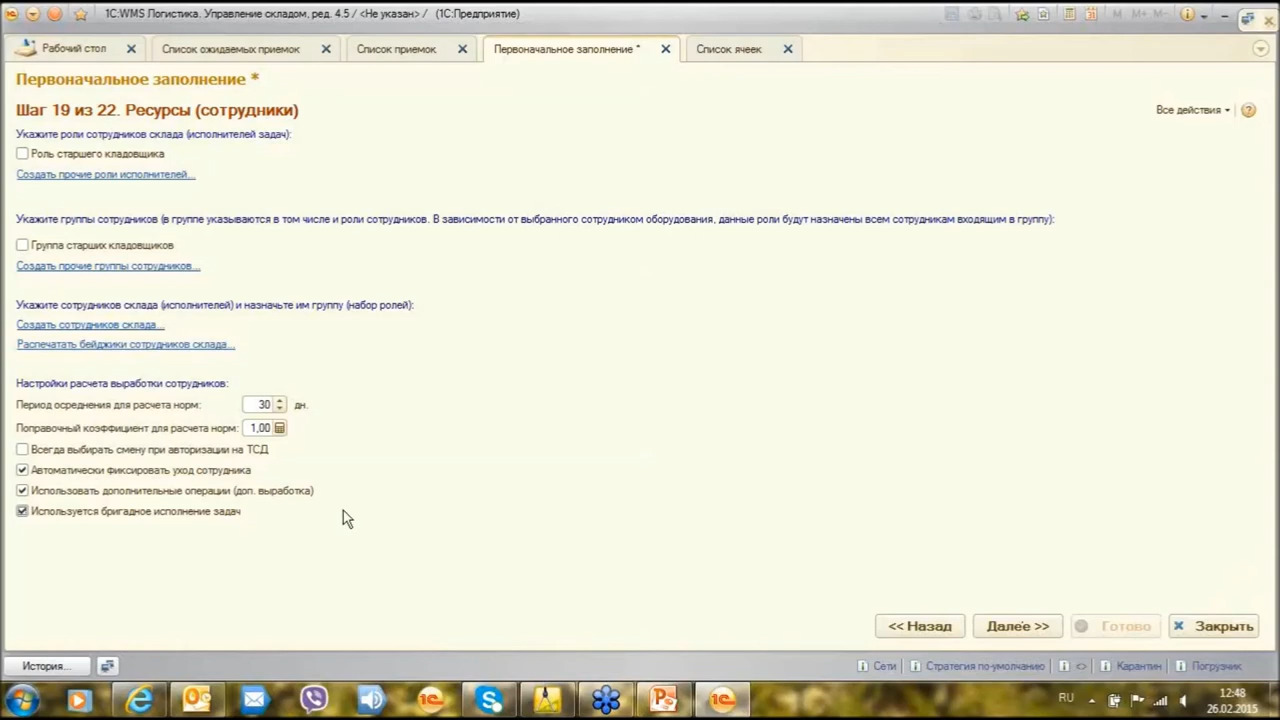 1С:WMS Логистика. Управление складом, ред. 4.5 / <Не указан> / (1С:Предприятие)
M M+ M-
Рабочий стол
Список ожидаемых приемок
Список приемок
Первоначальное заполнение *
Список ячеек
Первоначальное заполнение *
Шаг 19 из 22. Ресурсы (сотрудники)
Все действия
Укажите роли сотрудников склада (исполнителей задач):
Роль старшего кладовщика
Создать прочие роли исполнителей...
Укажите группы сотрудников (в группе указываются в том числе и роли сотрудников. В зависимости от выбранного сотрудником оборудования, данные роли будут назначены всем сотрудникам входящим в группу):
Группа старших кладовщиков
Создать прочие группы сотрудников...
Укажите сотрудников склада (исполнителей) и назначьте им группу (набор ролей):
Создать сотрудников склада...
Распечатать бейджики сотрудников склада...
Настройки расчета выработки сотрудников:
Период осреднения для расчета норм: 30 дн.
Поправочный коэффициент для расчета норм: 1,00
Всегда выбирать смену при авторизации на ТСД
Автоматически фиксировать уход сотрудника
Использовать дополнительные операции (доп. выработка)
Используется бригадное исполнение задач
<< Назад
Далее >>
Готово
Закрыть
История...
Сети
Стратегия по-умолчанию
<>
Карантин
Погрузчик
RU
12:48
26.02.2015